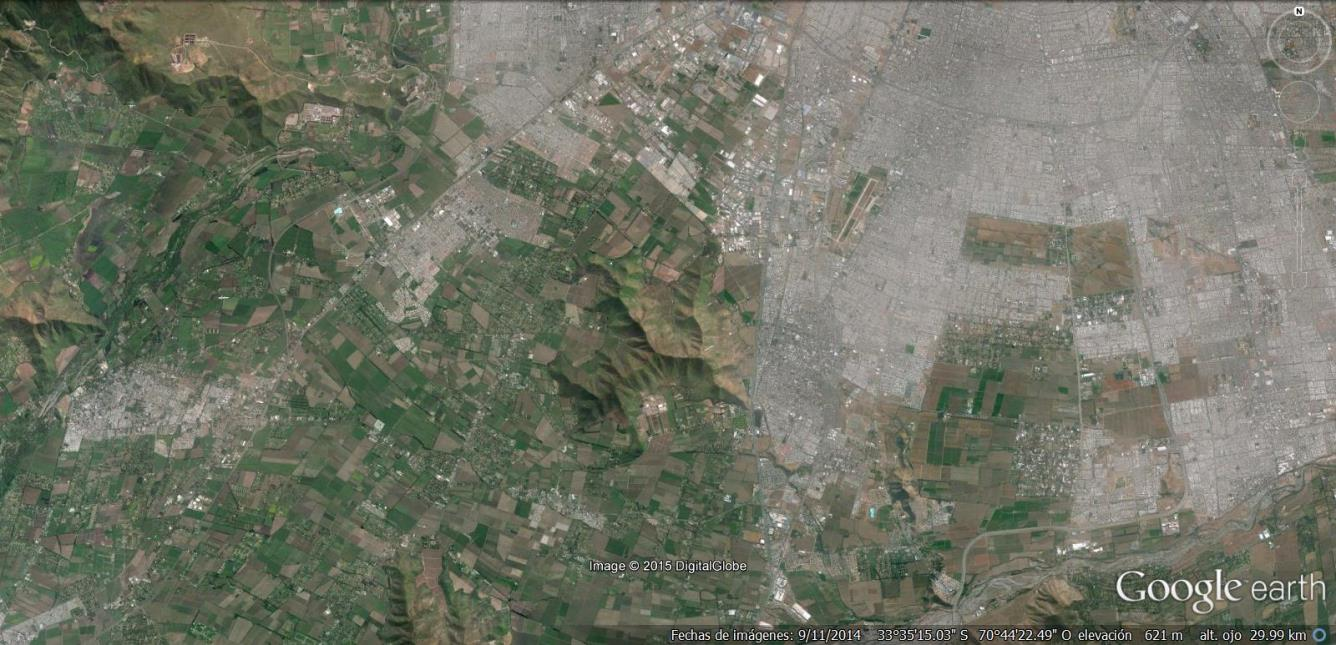 N
Image © 2015 DigitalGlobe
Google earth
Fechas de imágenes: 9/11/2014 33°35'15.03" S 70°44'22.49" O elevación 621 m alt. ojo 29.99 km